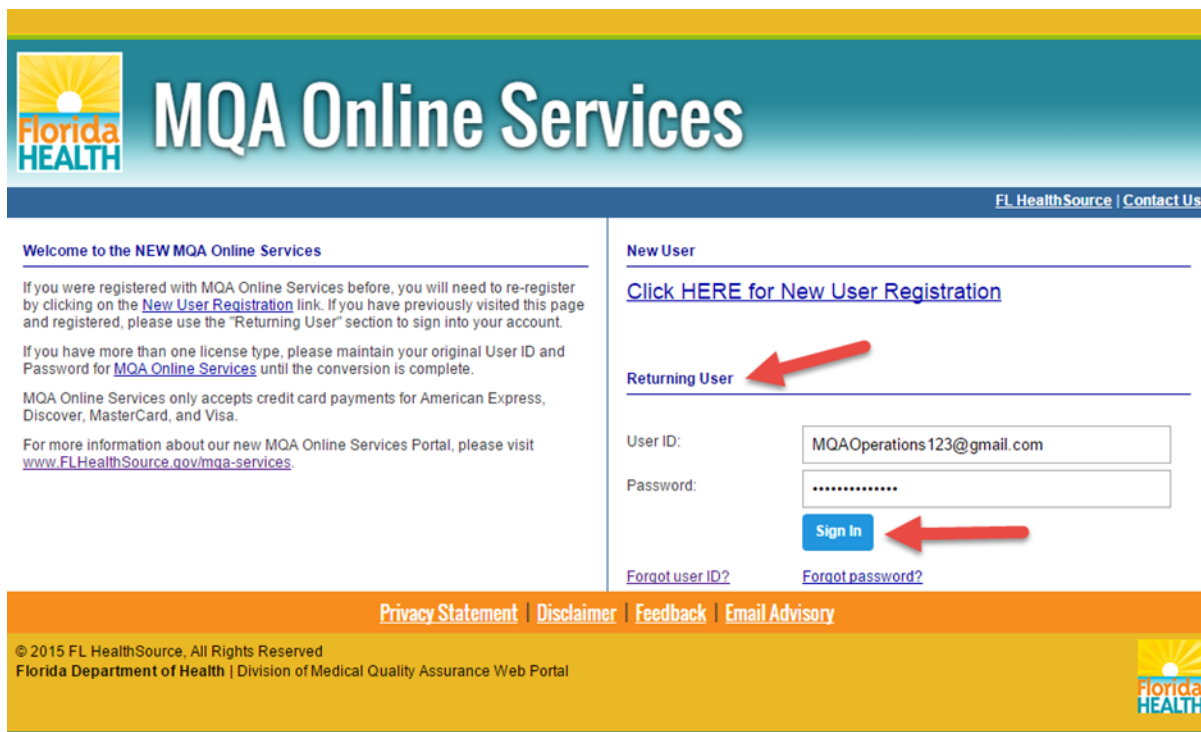 Florida
HEALTH
MQA Online Services
FL HealthSource | Contact Us
Welcome to the NEW MQA Online Services
If you were registered with MQA Online Services before, you will need to re-register
by clicking on the New User Registration link. If you have previously visited this page
and registered, please use the "Returning User" section to sign into your account.
If you have more than one license type, please maintain your original User ID and
Password for MQA Online Services until the conversion is complete.
MQA Online Services only accepts credit card payments for American Express,
Discover, MasterCard, and Visa.
For more information about our new MQA Online Services Portal, please visit
www.FLHealthSource.gov/mqa-services.
New User
Click HERE for New User Registration
Returning User
User ID:
MQAOperations123@gmail.com
Password:
••••••••••••••
Sign In
Forgot user ID?
Forgot password?
Privacy Statement | Disclaimer | Feedback | Email Advisory
© 2015 FL HealthSource, All Rights Reserved
Florida Department of Health | Division of Medical Quality Assurance Web Portal
Florida
HEALTH